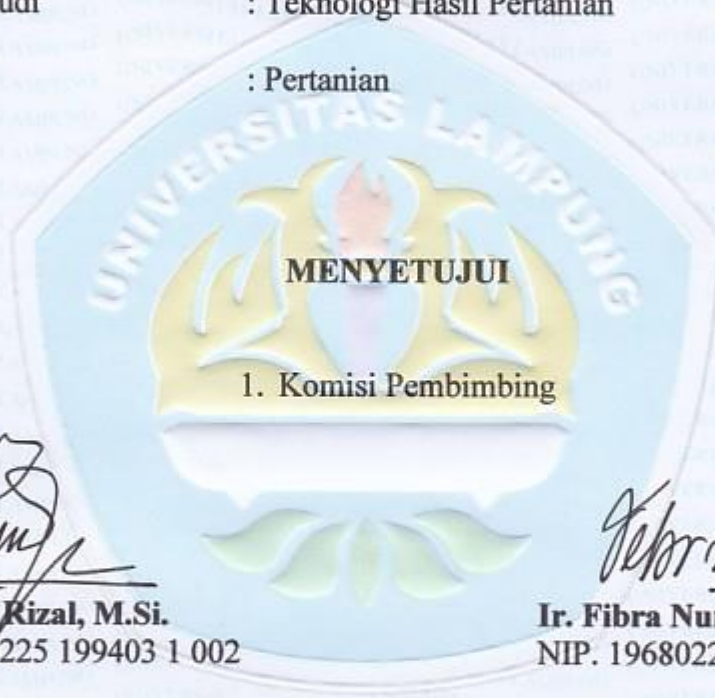 udi : Teknologi Hasil Pertanian
: Pertanian
UNIVERSITAS LAMPUNG
MENYETUJUI
1. Komisi Pembimbing
Rizal, M.Si.
225 199403 1 002
Ir. Fibra Nu
NIP. 1968022